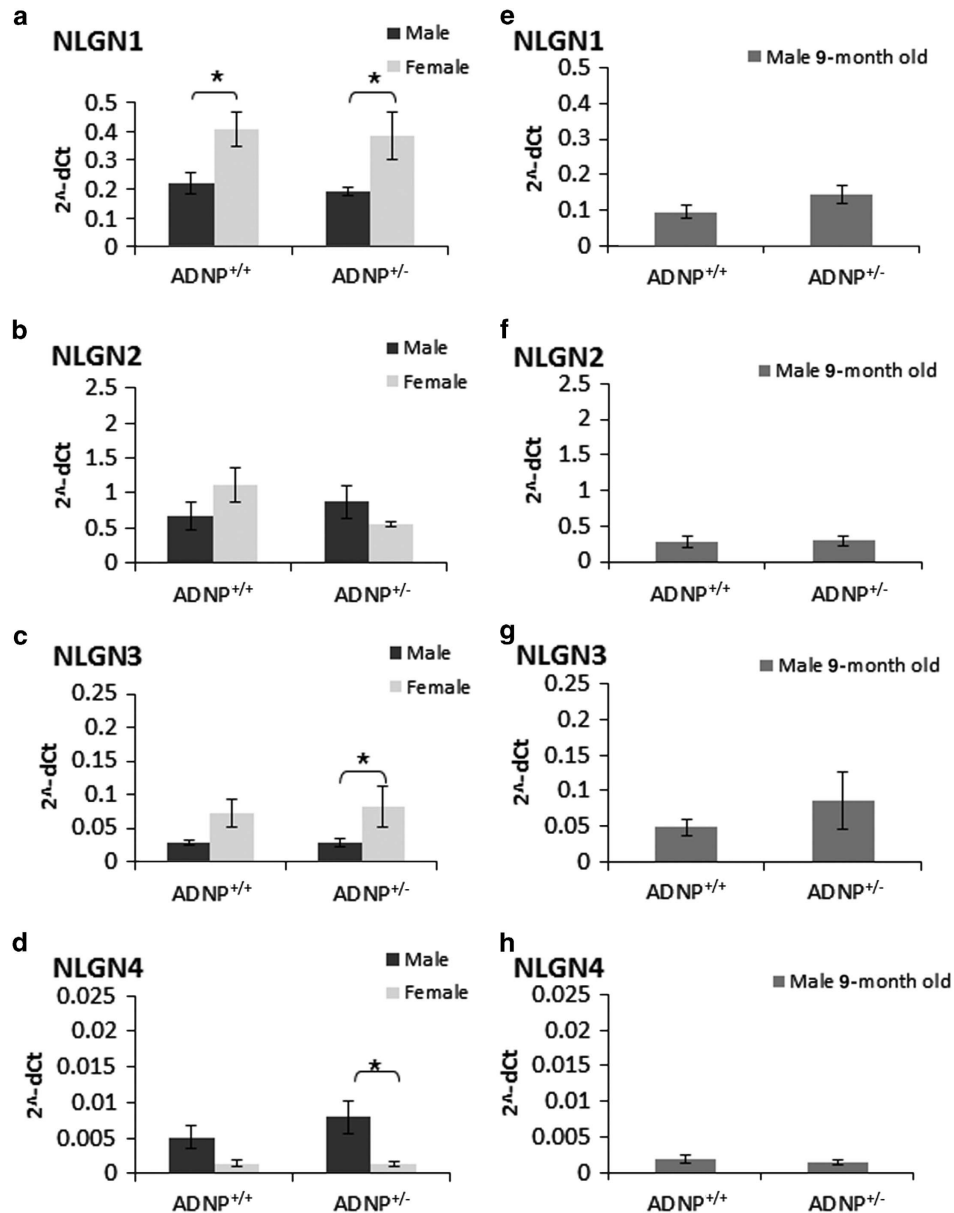 a
NLGN1
Male
Female
*
*
2^-dCt
0.5
0.4
0.3
0.2
0.1
0
ADNP+/+
ADNP+/-
e
NLGN1
Male 9-month old
2^-dCt
0.5
0.4
0.3
0.2
0.1
0
ADNP+/+
ADNP+/-
b
NLGN2
Male
Female
2^-dCt
2.5
2
1.5
1
0.5
0
ADNP+/+
ADNP+/-
f
NLGN2
Male 9-month old
2^-dCt
2.5
2
1.5
1
0.5
0
ADNP+/+
ADNP+/-
c
NLGN3
Male
Female
*
2^-dCt
0.25
0.2
0.15
0.1
0.05
0
ADNP+/+
ADNP+/-
g
NLGN3
Male 9-month old
2^-dCt
0.25
0.2
0.15
0.1
0.05
0
ADNP+/+
ADNP+/-
d
NLGN4
Male
Female
*
2^-dCt
0.025
0.02
0.015
0.01
0.005
0
ADNP+/+
ADNP+/-
h
NLGN4
Male 9-month old
2^-dCt
0.025
0.02
0.015
0.01
0.005
0
ADNP+/+
ADNP+/-